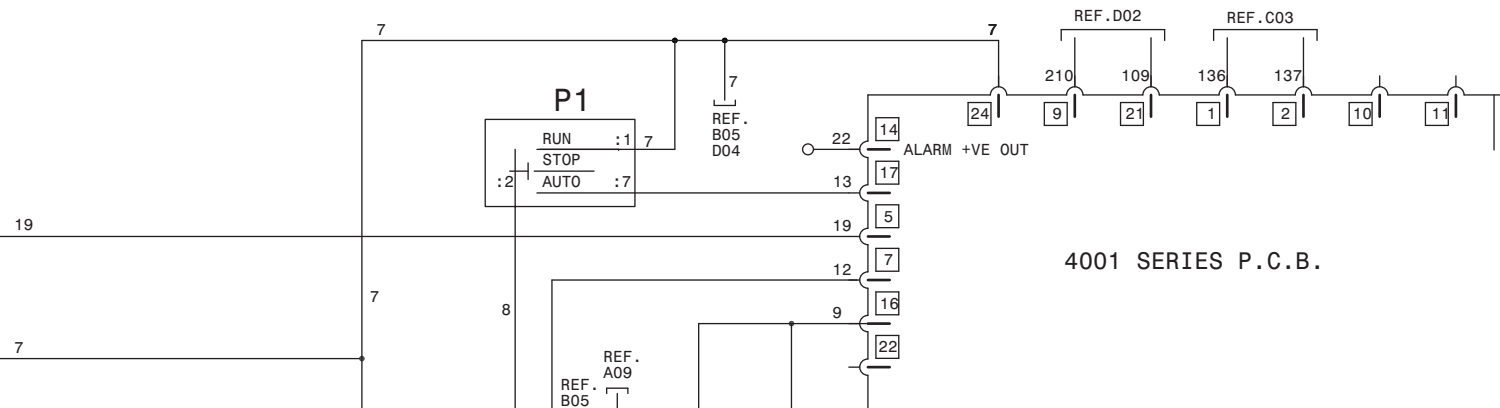 REF.D02
REF.C03
7
7
210
109
136
137
7
P1
24
9
21
1
2
10
11
REF.
B05
D04
RUN :1
7
22
14
ALARM +VE OUT
STOP
:2
AUTO :7
13
17
19
19
5
4001 SERIES P.C.B.
12
7
7
8
9
16
7
22
REF.
A09
REF.
B05